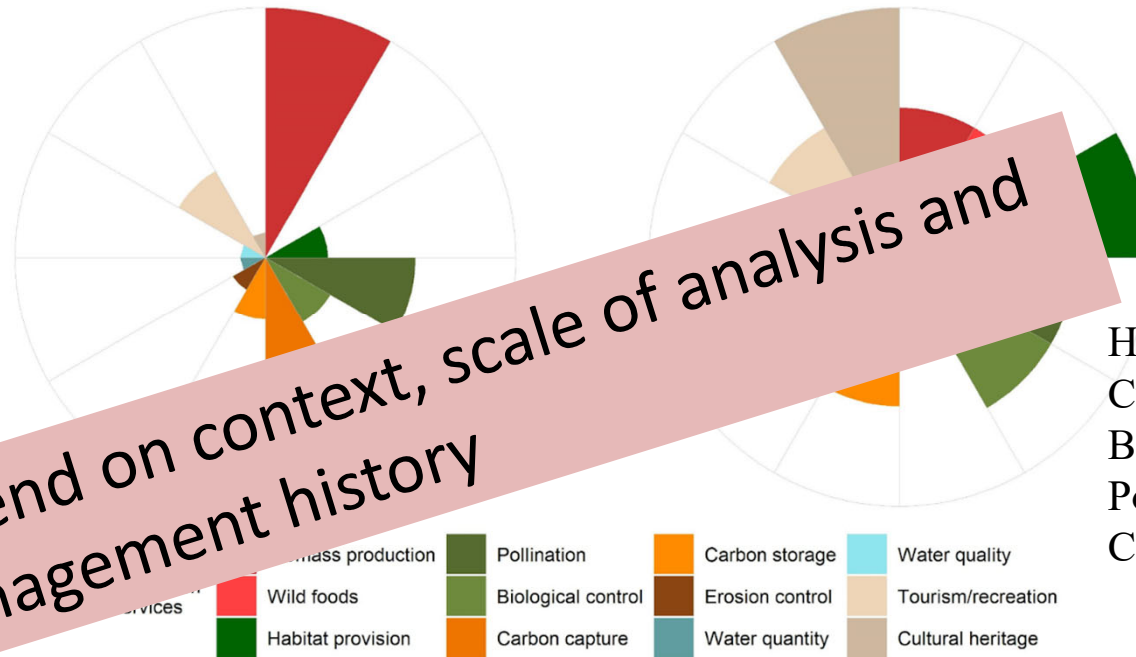 end on context, scale of analysis and
nagement history
mass production
Wild foods
Habitat provision
Pollination
Biological control
Carbon capture
Carbon storage
Erosion control
Water quantity
Water quality
Tourism/recreation
Cultural heritage
H
C
B
P
C